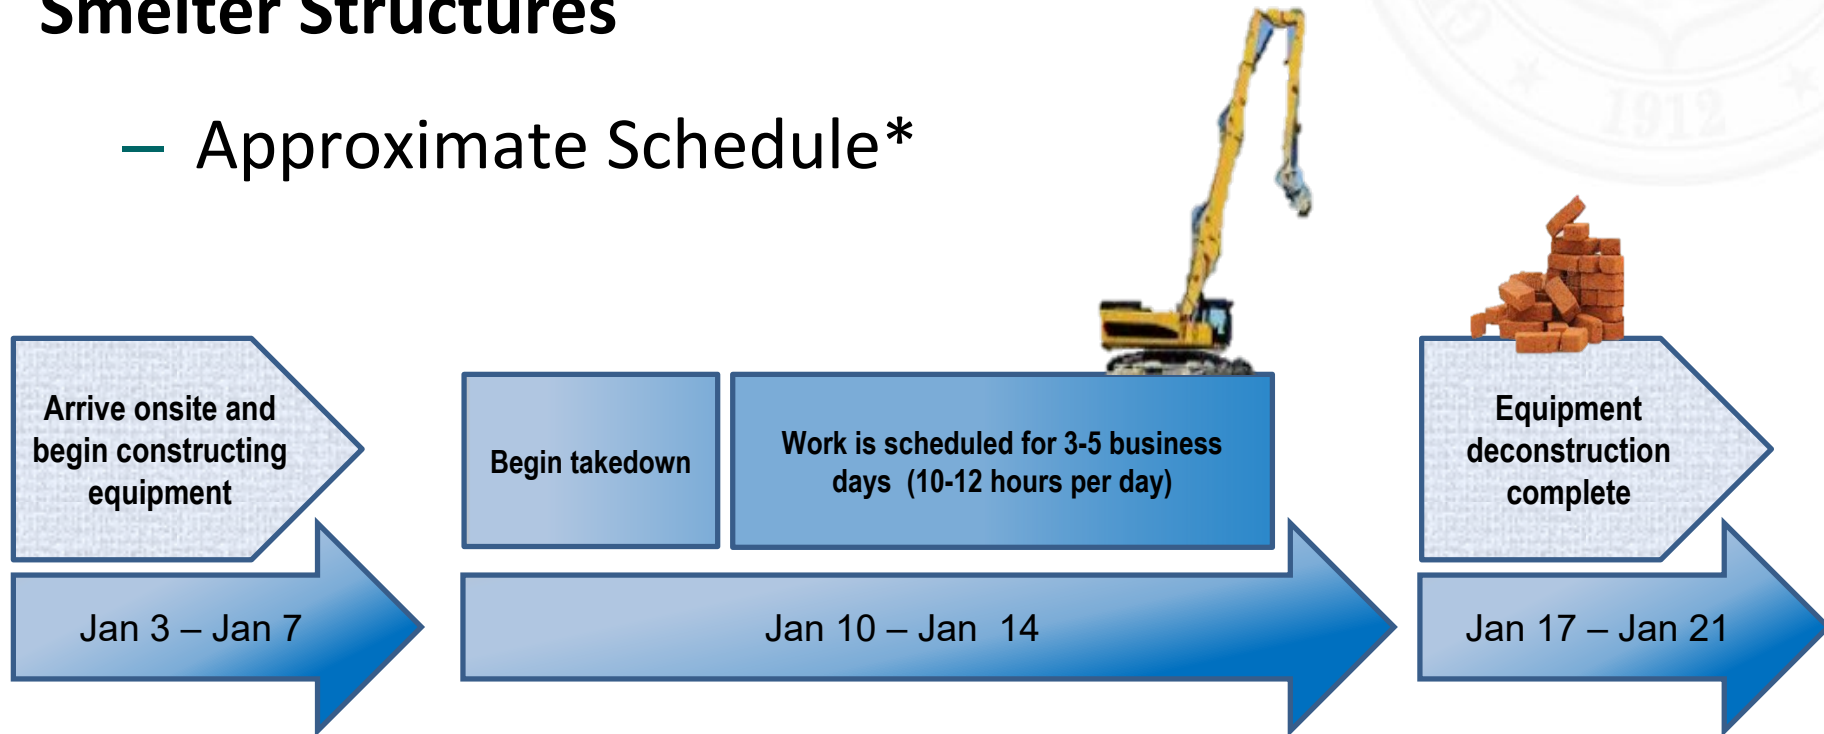 Smelter Structures
– Approximate Schedule*
1912
Arrive onsite and
begin constructing
equipment
Begin takedown
Work is scheduled for 3-5 business
days (10-12 hours per day)
Equipment
deconstruction
complete
Jan 3 – Jan 7
Jan 10 – Jan 14
Jan 17 – Jan 21